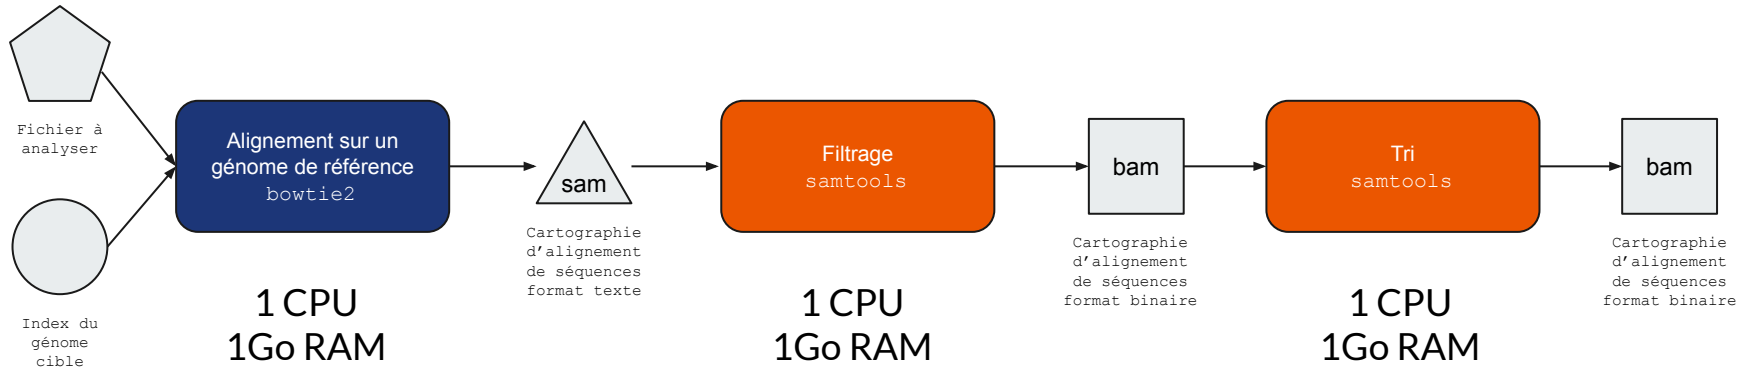 Fichier à
analyser
Index du
génome
cible
Alignement sur un
génome de référence
bowtie2
1 CPU
1Go RAM
sam
Cartographie
d’alignement
de séquences
format texte
Filtrage
samtools
1 CPU
1Go RAM
bam
Cartographie
d’alignement
de séquences
format binaire
Tri
samtools
1 CPU
1Go RAM
bam
Cartographie
d’alignement
de séquences
format binaire